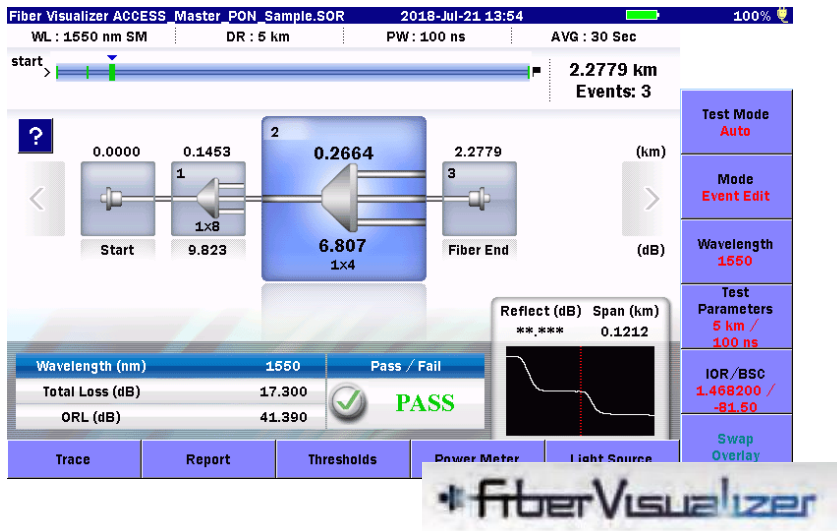 Fiber Visualizer ACCESS_Master_PON_Sample.SOR 2018-Jul-21 13:54 100%
WL : 1550 nm SM DR : 5 km PW : 100 ns AVG : 30 Sec
start
2.2779 km
Events: 3
?
0.0000 0.1453 2 0.2664 2.2779 (km)
1 3
1×8
Start 9.823 6.807 Fiber End (dB)
1×4
Reflect (dB) Span (km)
**.*** 0.1212
Wavelength (nm) 1550 Pass / Fail
Total Loss (dB) 17.300 PASS
ORL (dB) 41.390
Test Mode
Auto
Mode
Event Edit
Wavelength
1550
Test
Parameters
5 km /
100 ns
IOR/BSC
1.468200 /
-81.50
Swap
Overlay
Trace Report Thresholds Power Meter Light Source
FiberVisualizer